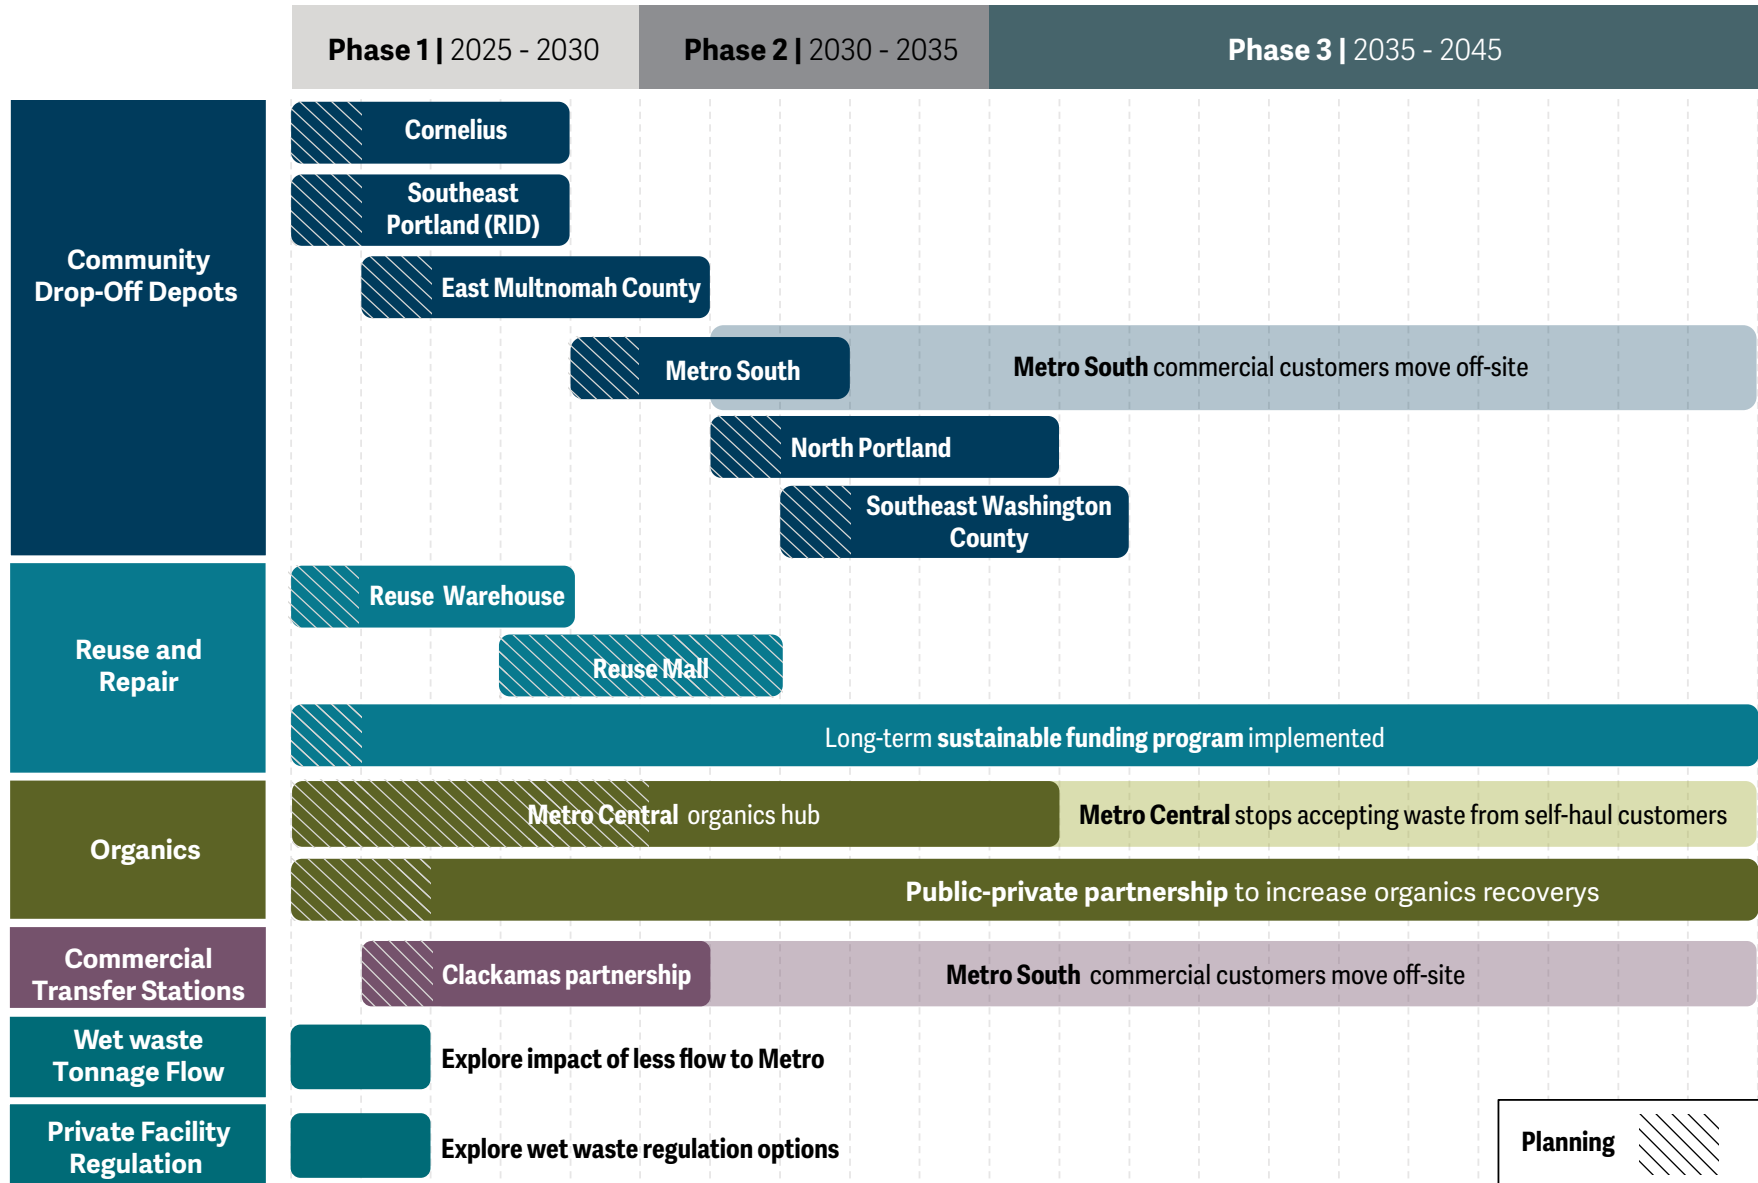 Phase 1 | 2025 - 2030
Phase 2 | 2030 - 2035
Phase 3 | 2035 - 2045
Community
Drop-Off Depots
Cornelius
Southeast
Portland (RID)
East Multnomah County
Metro South
Metro South commercial customers move off-site
North Portland
Southeast Washington
County
Reuse and
Repair
Reuse Warehouse
Reuse Mall
Long-term sustainable funding program implemented
Organics
Metro Central organics hub
Metro Central stops accepting waste from self-haul customers
Public-private partnership to increase organics recoverys
Commercial
Transfer Stations
Clackamas partnership
Metro South commercial customers move off-site
Wet waste
Tonnage Flow
Explore impact of less flow to Metro
Private Facility
Regulation
Explore wet waste regulation options
Planning